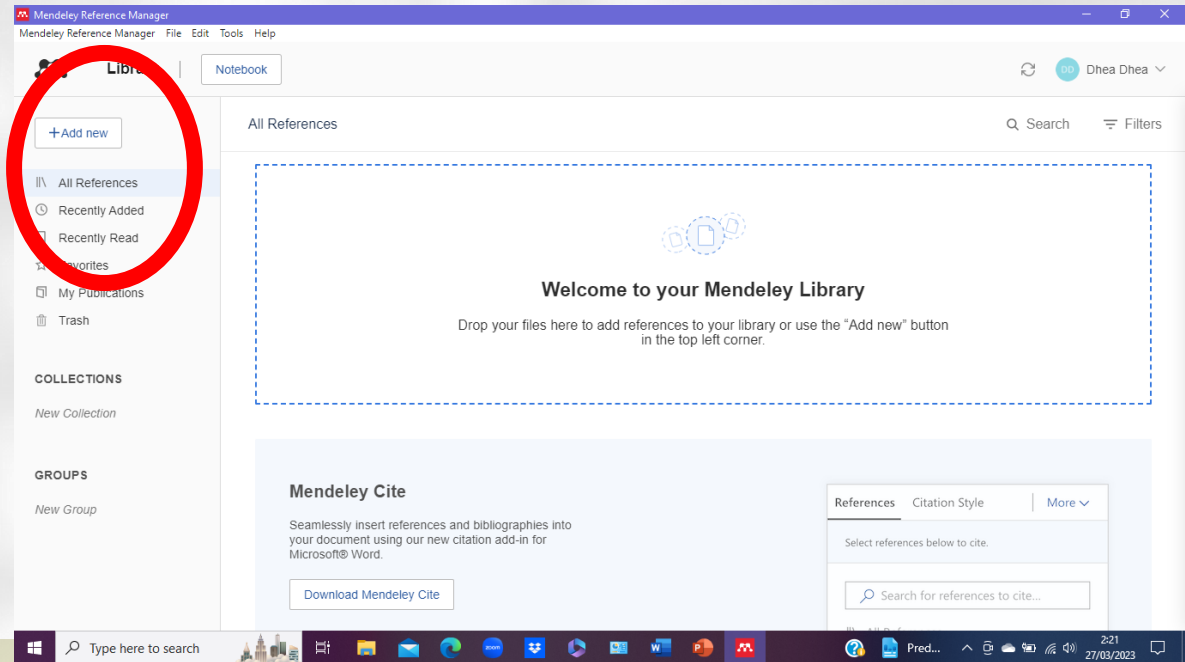 Mendeley Reference Manager
Mendeley Reference Manager File Edit Tools Help
Notebook
DD Dhea Dhea
+Add new
All References
Search
Filters
All References
Recently Added
Recently Read
My Publications
Trash
COLLECTIONS
New Collection
GROUPS
New Group
Welcome to your Mendeley Library
Drop your files here to add references to your library or use the “Add new” button
in the top left corner.
Mendeley Cite
Seamlessly insert references and bibliographies into
your document using our new citation add-in for
Microsoft® Word.
Download Mendeley Cite
References Citation Style More
Select references below to cite.
Search for references to cite...
Type here to search
zoom
Pred...
2:21
27/03/2023